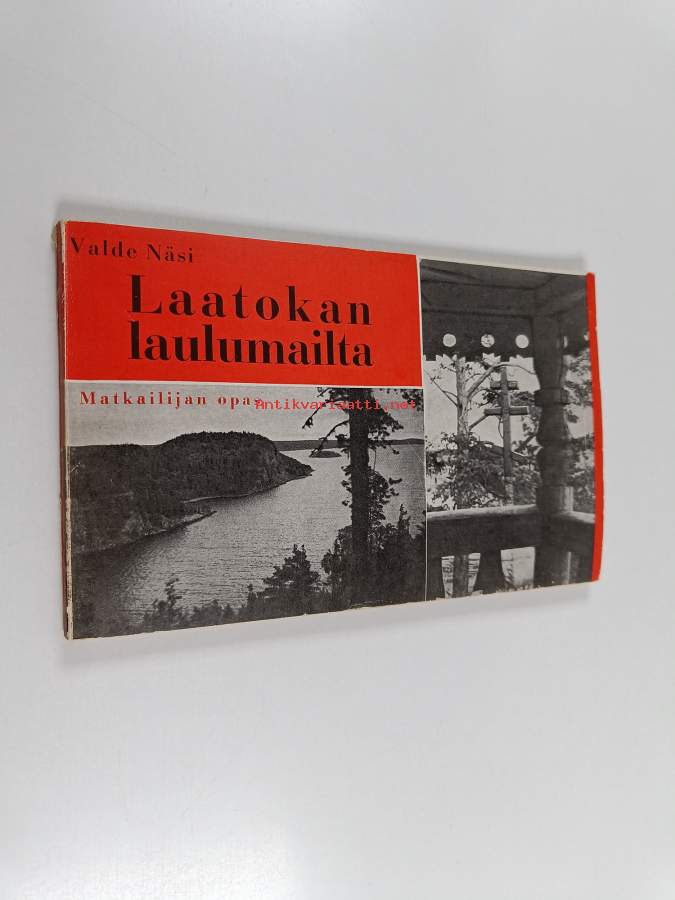 Valde Näsi
Laatokan
laulumailta
Matkailijan opas
Antikvariaatti.net